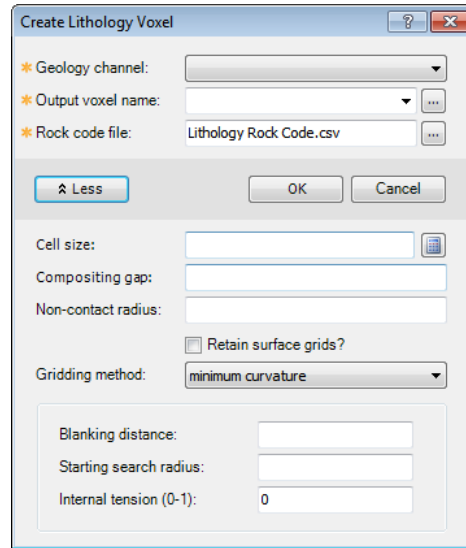 Create Lithology Voxel
* Geology channel:
* Output voxel name:
...
* Rock code file:
Lithology Rock Code.csv
...
Less
OK
Cancel
Cell size:
Compositing gap:
Non-contact radius:
Retain surface grids?
Gridding method:
minimum curvature
Blanking distance:
Starting search radius:
Internal tension (0-1):
0